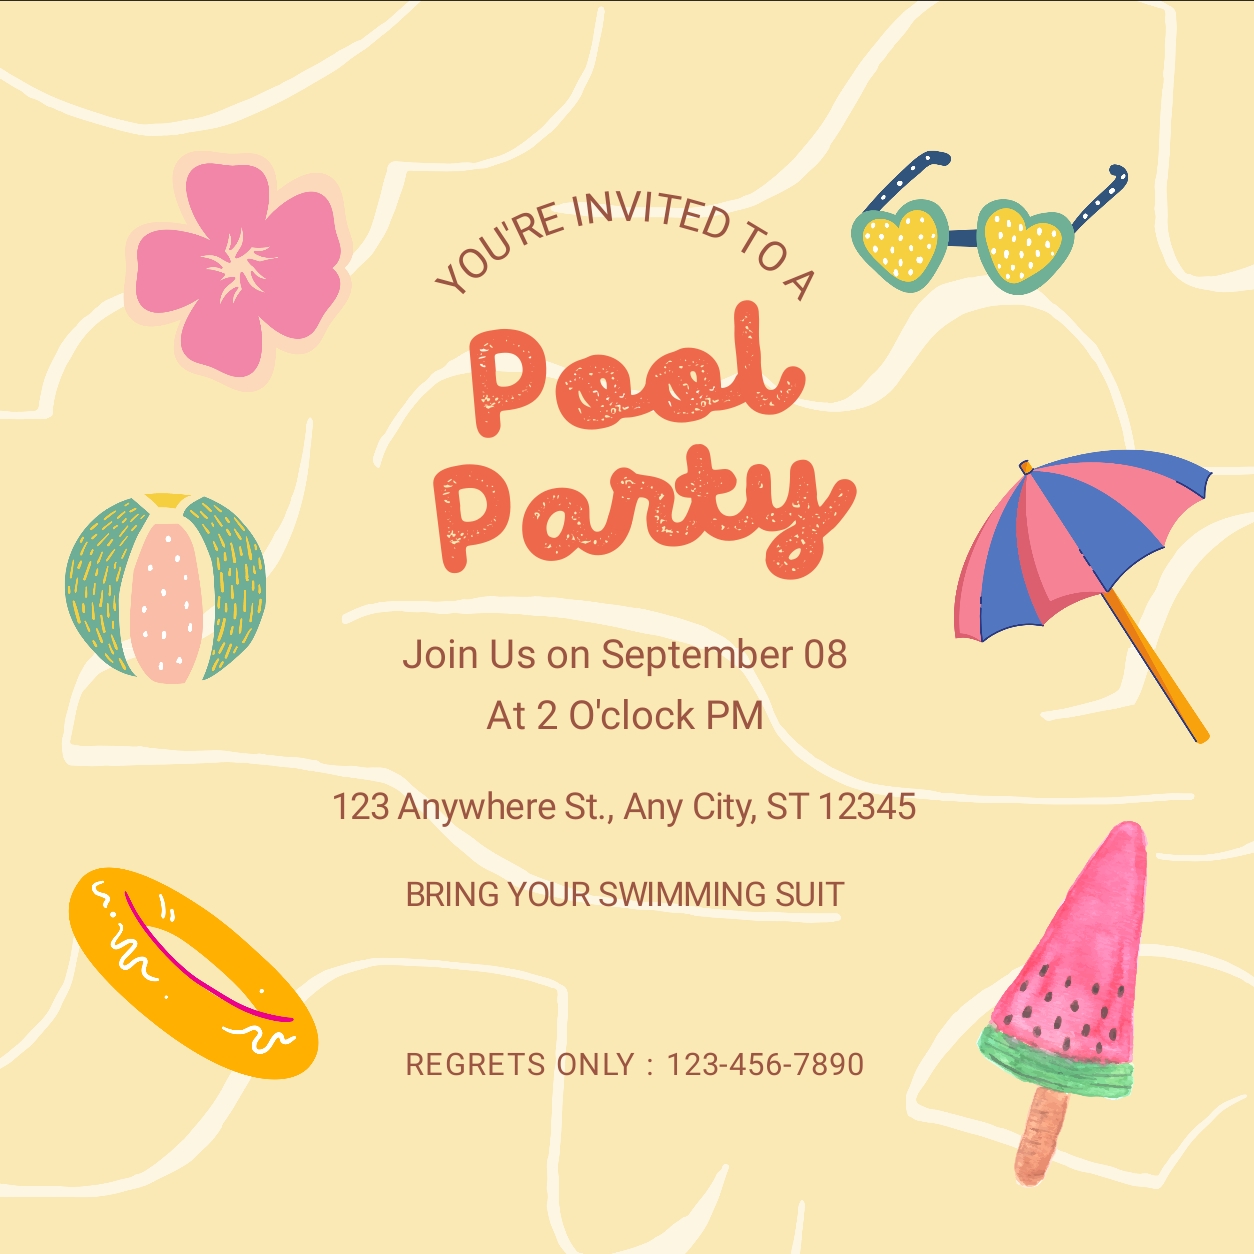 YOU'RE INVITED TO A
Pool
Party
Join Us on September 08
At 2 O'clock PM
123 Anywhere St., Any City, ST 12345
BRING YOUR SWIMMING SUIT
REGRETS ONLY : 123-456-7890